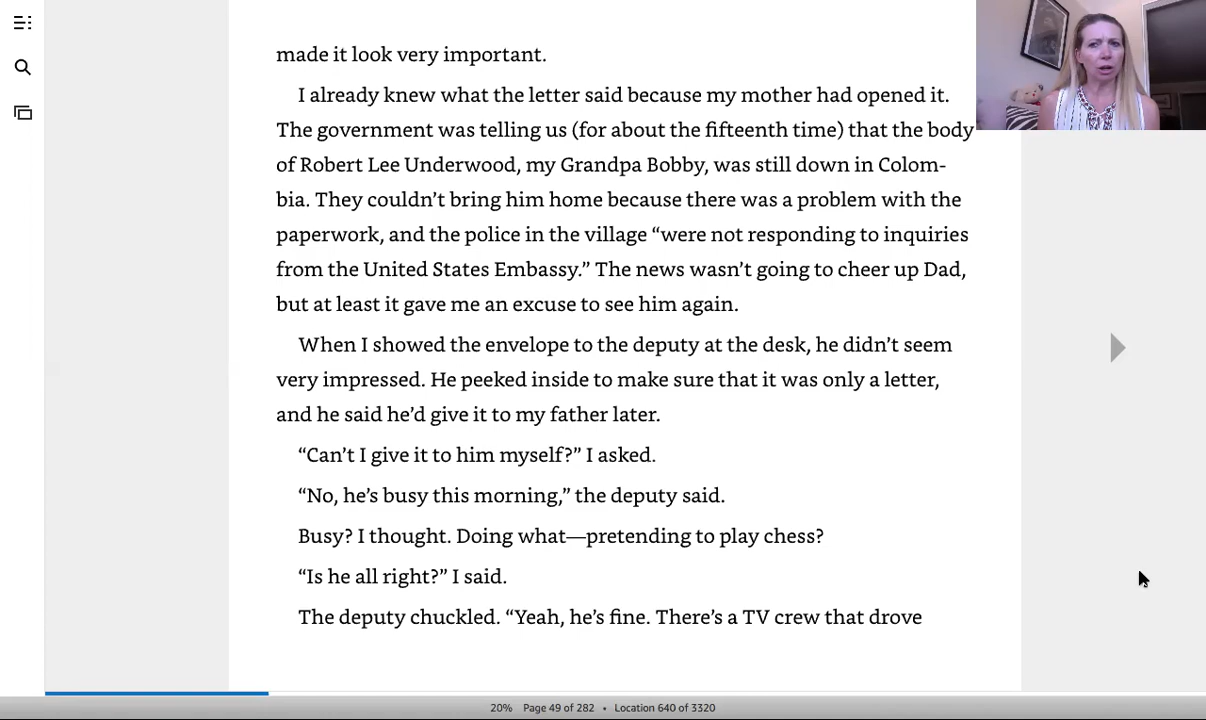 made it look very important.
I already knew what the letter said because my mother had opened it.
The government was telling us (for about the fifteenth time) that the body
of Robert Lee Underwood, my Grandpa Bobby, was still down in Colom-
bia. They couldn’t bring him home because there was a problem with the
paperwork, and the police in the village “were not responding to inquiries
from the United States Embassy.” The news wasn’t going to cheer up Dad,
but at least it gave me an excuse to see him again.
When I showed the envelope to the deputy at the desk, he didn’t seem
very impressed. He peeked inside to make sure that it was only a letter,
and he said he’d give it to my father later.
“Can’t I give it to him myself?” I asked.
“No, he’s busy this morning,” the deputy said.
Busy? I thought. Doing what—pretending to play chess?
“Is he all right?” I said.
The deputy chuckled. “Yeah, he’s fine. There’s a TV crew that drove
20% Page 49 of 282 • Location 640 of 3320